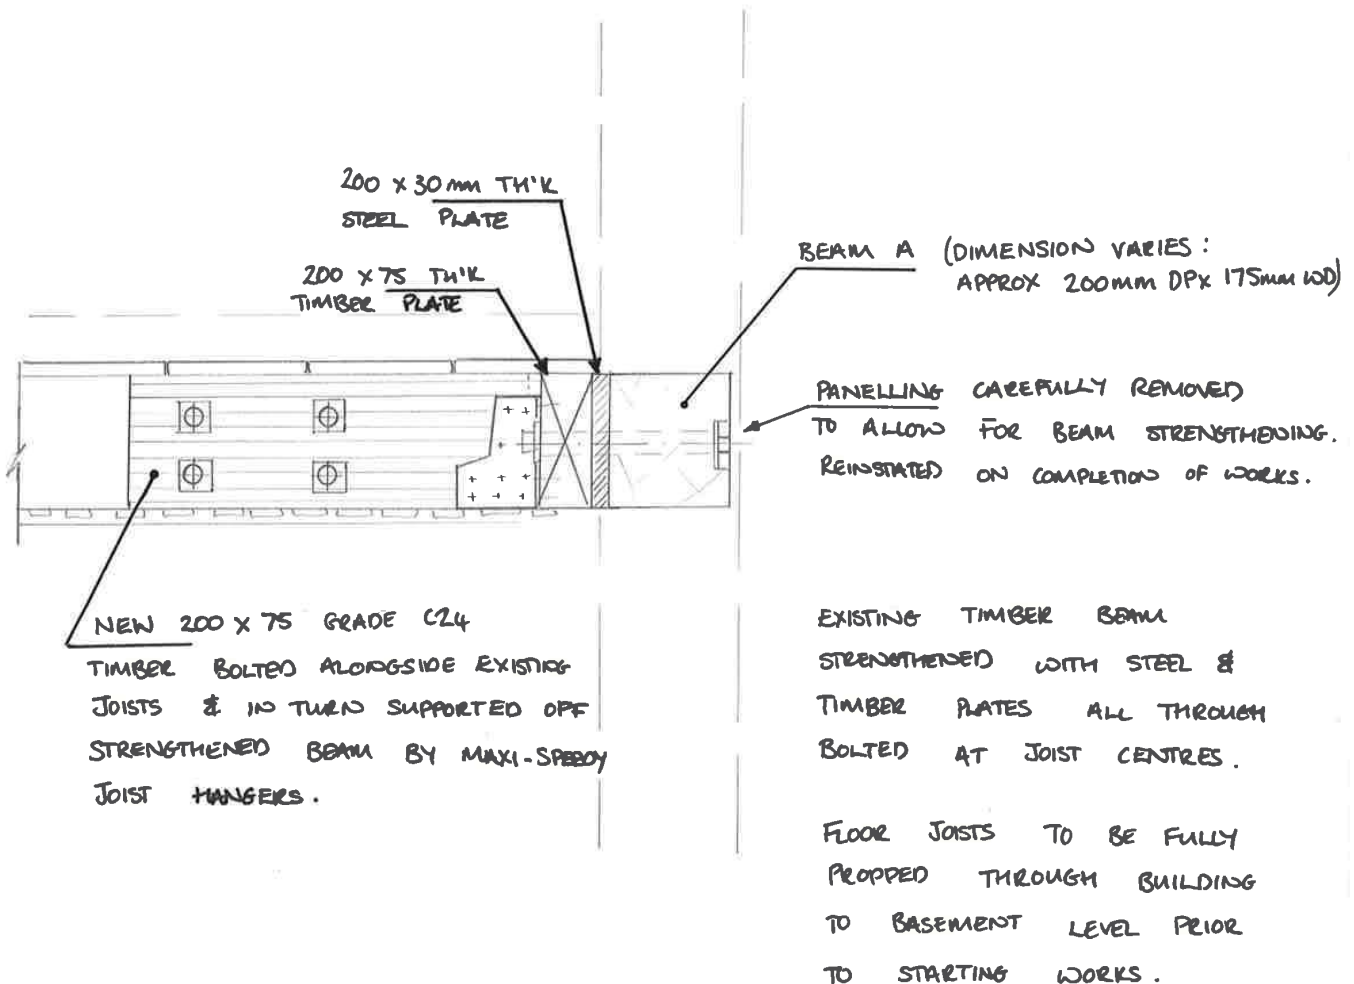 200 x 30mm TH'K
STEEL PLATE
200 x 75 TH'K
TIMBER PLATE
BEAM A (DIMENSION VARIES:
APPROX 200mm DP x 175mm WD)
PANELLING CAREFULLY REMOVED
TO ALLOW FOR BEAM STRENGTHENING.
REINSTATED ON COMPLETION OF WORKS.
NEW 200 x 75 GRADE C24
TIMBER BOLTED ALONGSIDE EXISTING
JOISTS & IN TURN SUPPORTED OFF
STRENGTHENED BEAM BY MAXI-SPEEDY
JOIST HANGERS.
EXISTING TIMBER BEAM
STRENGTHENED WITH STEEL &
TIMBER PLATES ALL THROUGH
BOLTED AT JOIST CENTRES.
FLOOR JOISTS TO BE FULLY
PROPPED THROUGH BUILDING
TO BASEMENT LEVEL PRIOR
TO STARTING WORKS.